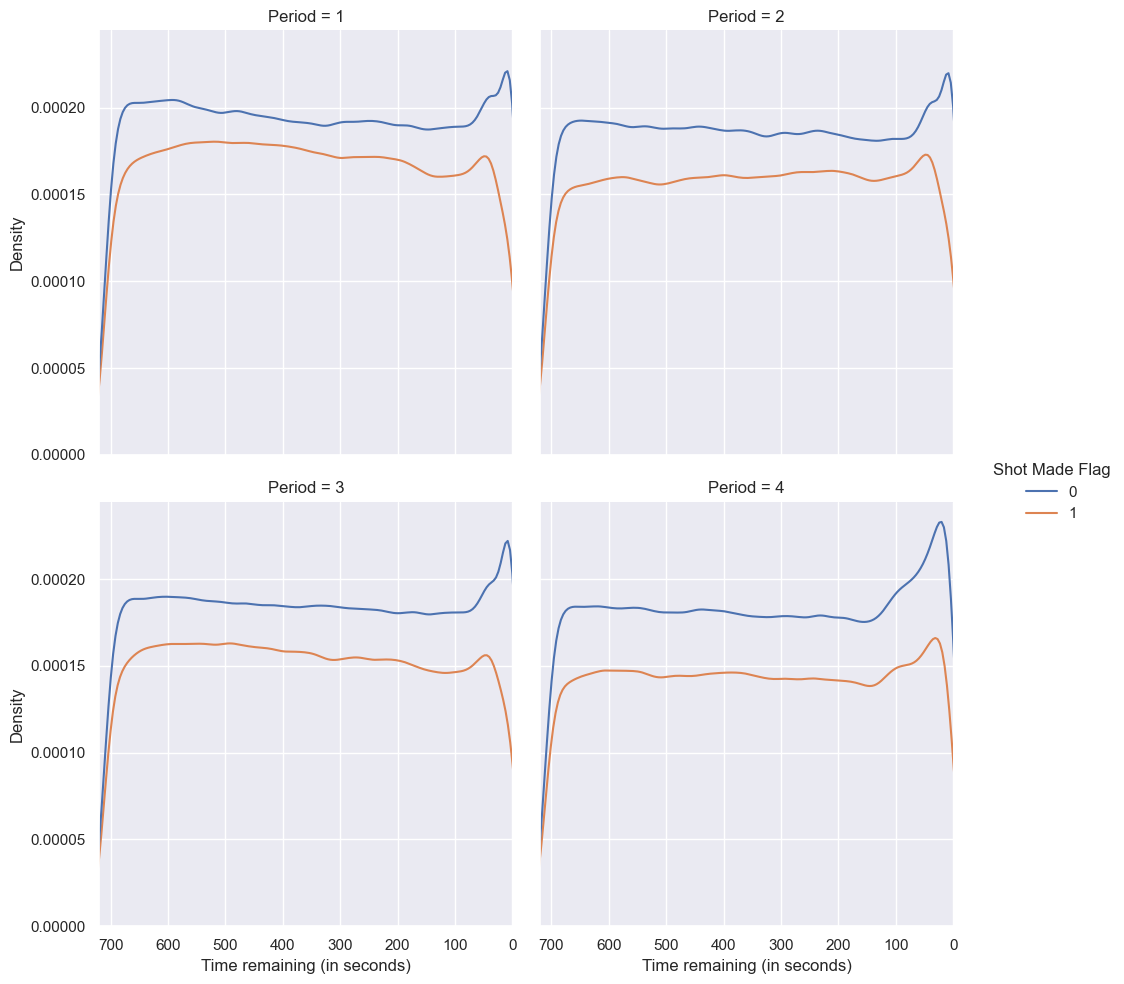 Period = 1
Period = 2
0.00020
0.00015
0.00010
0.00005
0.00000
Density
Period = 3
Period = 4
0.00020
0.00015
0.00010
0.00005
0.00000
Density
700 600 500 400 300 200 100 0
700 600 500 400 300 200 100 0
Time remaining (in seconds)
Time remaining (in seconds)
Shot Made Flag
0
1